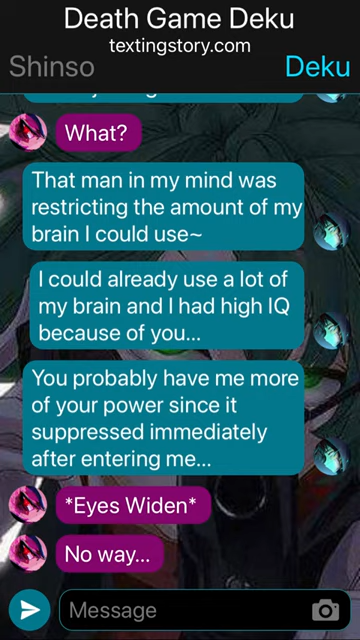 Death Game Deku
textingstory.com
Shinso
Deku
What?
That man in my mind was
restricting the amount of my
brain I could use~
I could already use a lot of
my brain and I had high IQ
because of you...
You probably have me more
of your power since it
suppressed immediately
after entering me...
*Eyes Widen*
No way...
Message